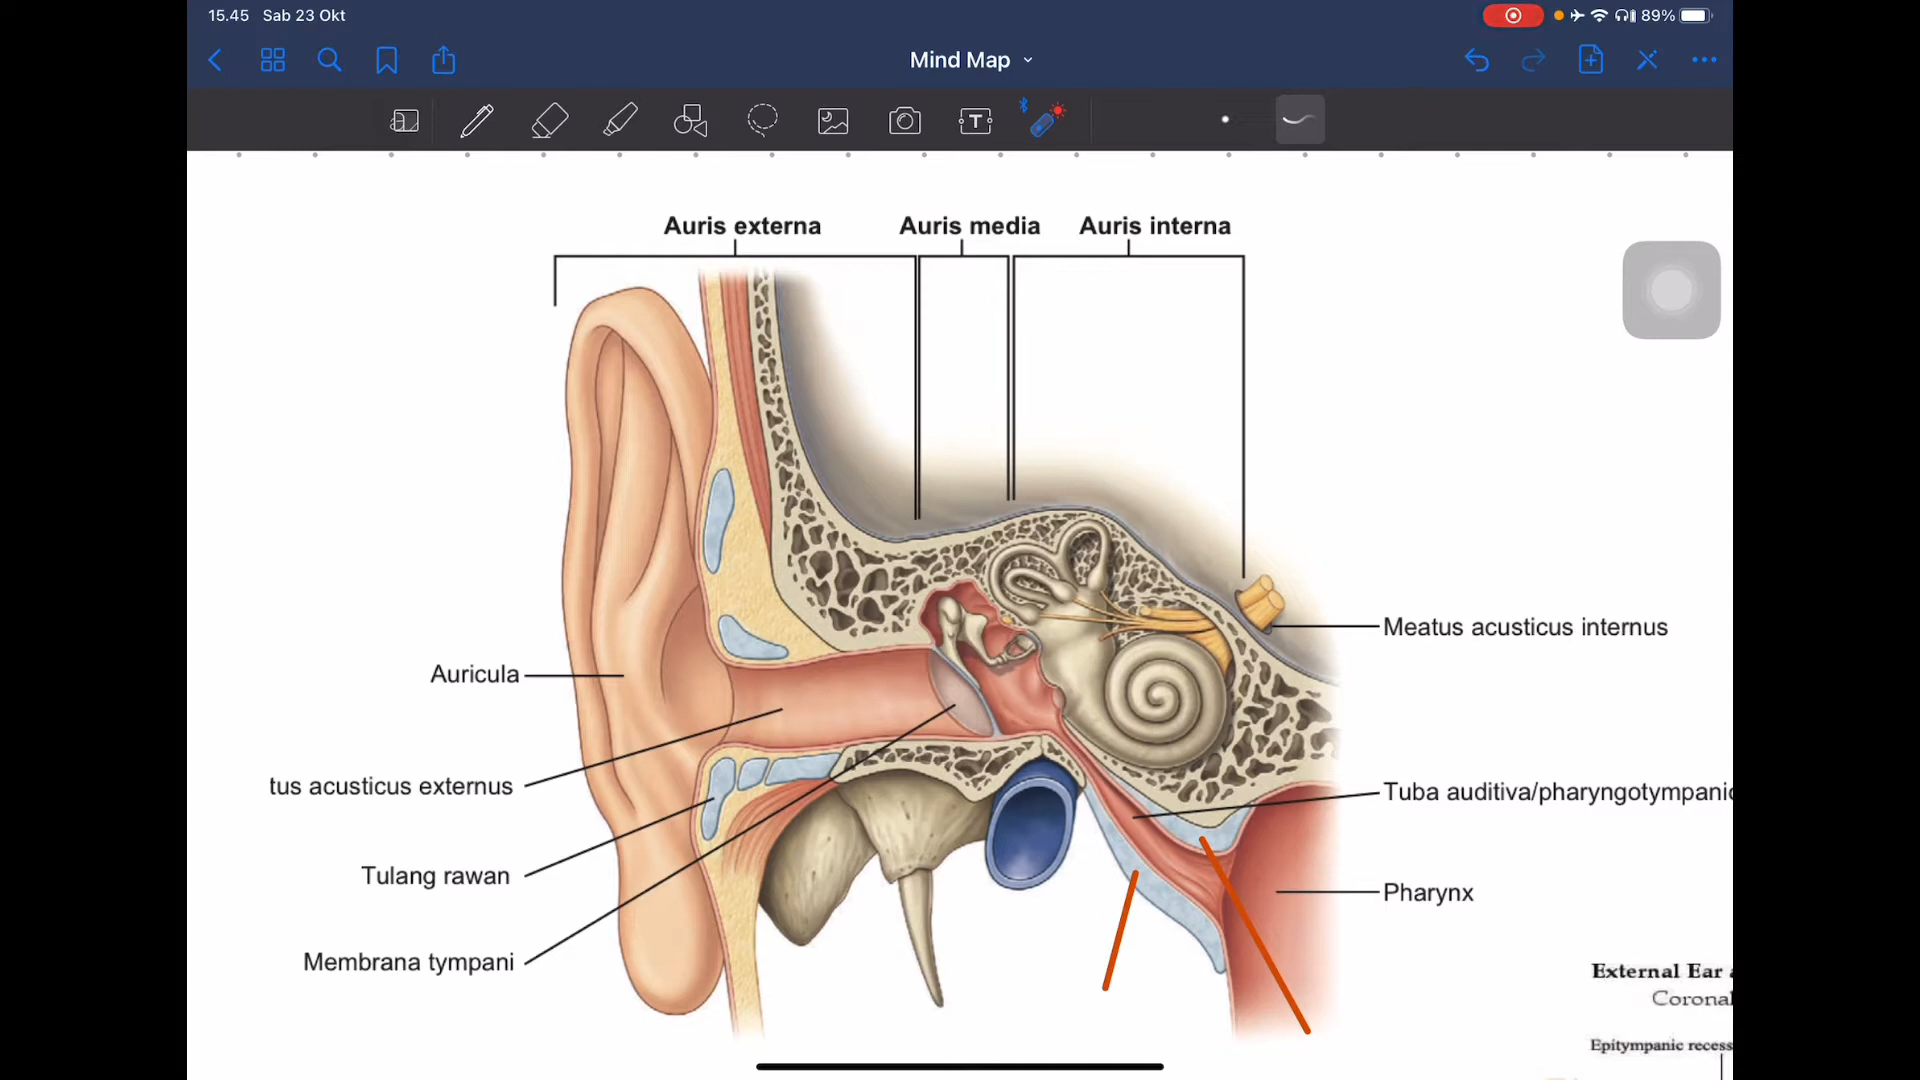 15.45 Sab 23 Okt
89%
Mind Map
T
Auris externa
Auris media
Auris interna
Meatus acusticus internus
Auricula
tus acusticus externus
Tuba auditiva/pharyngotympanic
Tulang rawan
Pharynx
Membrana tympani
External Ear
Coronal
Epitympanic recess